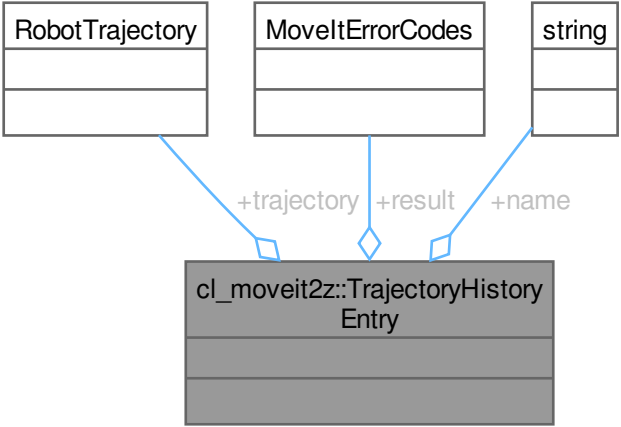 RobotTrajectory
MoveItErrorCodes
string
+trajectory
+result
+name
cl_moveit2z::TrajectoryHistory
Entry